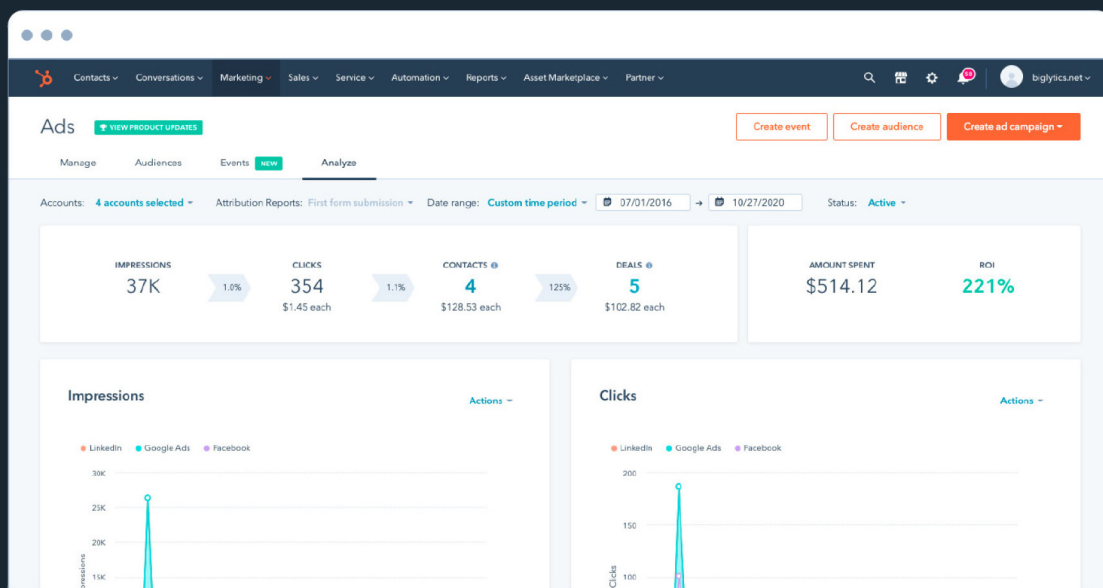 Contacts Conversations Marketing Sales Service Automation Reports Asset Marketplace Partner 58 biglytics.net
Ads VIEW PRODUCT UPDATES Create event Create audience Create ad campaign
Manage Audiences Events NEW Analyze
Accounts: 4 accounts selected Attribution Reports: First form submission Date range: Custom time period 07/01/2016 → 10/27/2020 Status: Active
IMPRESSIONS CLICKS CONTACTS i DEALS i AMOUNT SPENT ROI
37K 1.0% 354 1.1% 4 125% 5 $514.12 221%
$1.45 each $128.53 each $102.82 each
Impressions Actions
LinkedIn Google Ads Facebook
30K
25K
20K
15K
Clicks Actions
LinkedIn Google Ads Facebook
200
150
100
Clicks